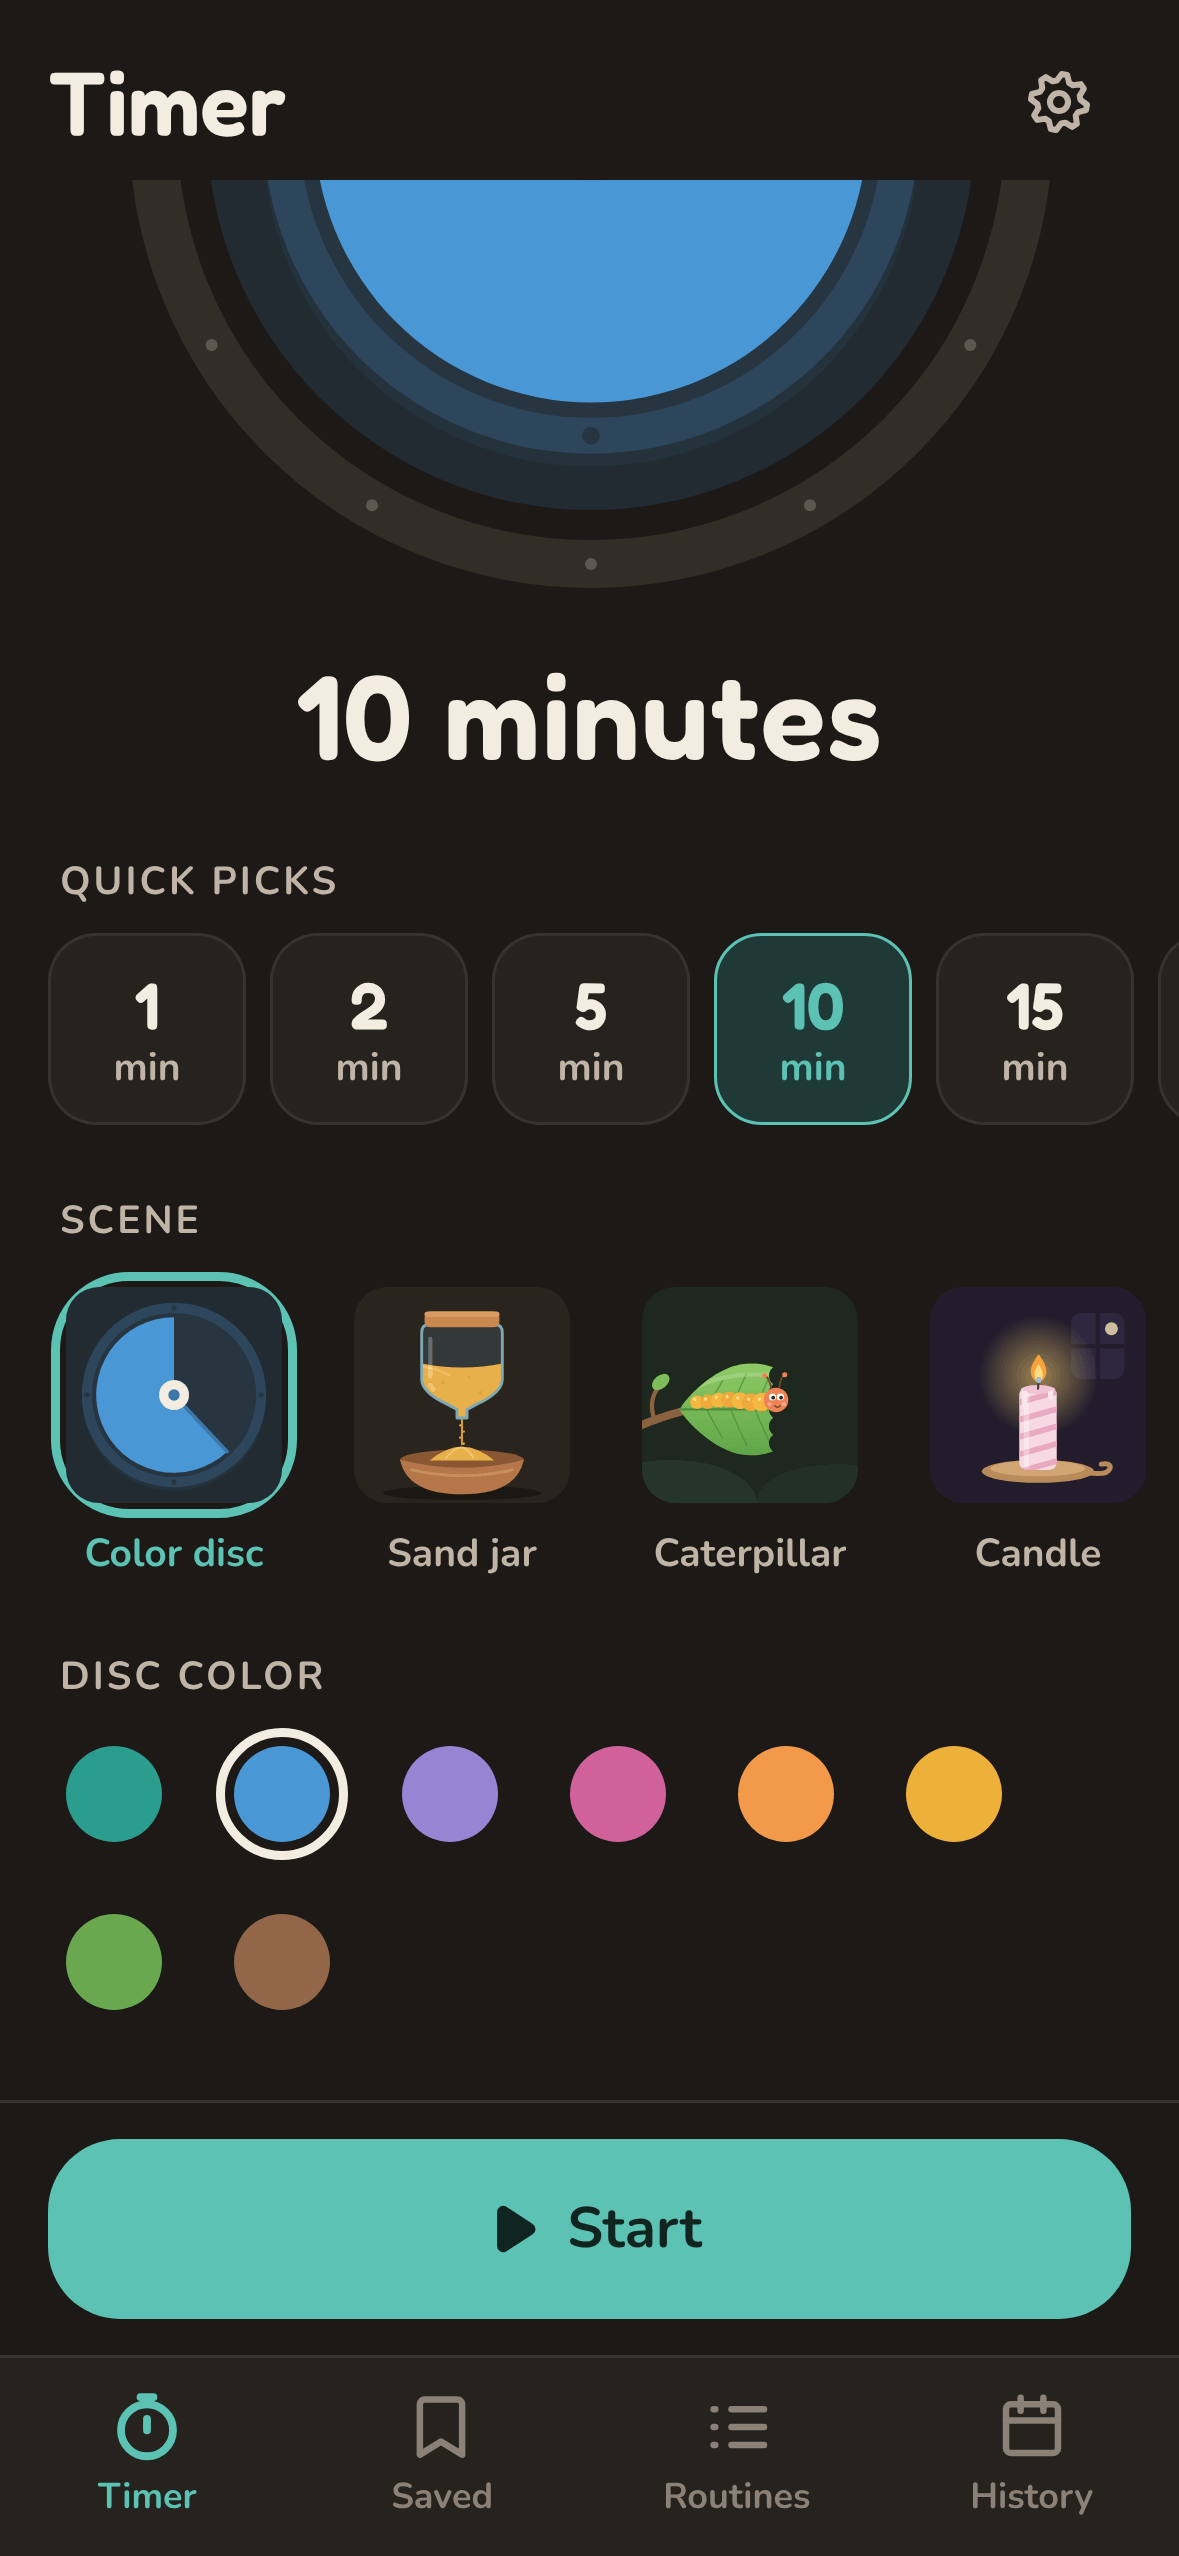 Timer
10 minutes
QUICK PICKS
1 min
2 min
5 min
10 min
15 min
SCENE
Color disc
Sand jar
Caterpillar
Candle
DISC COLOR
Start
Timer
Saved
Routines
History